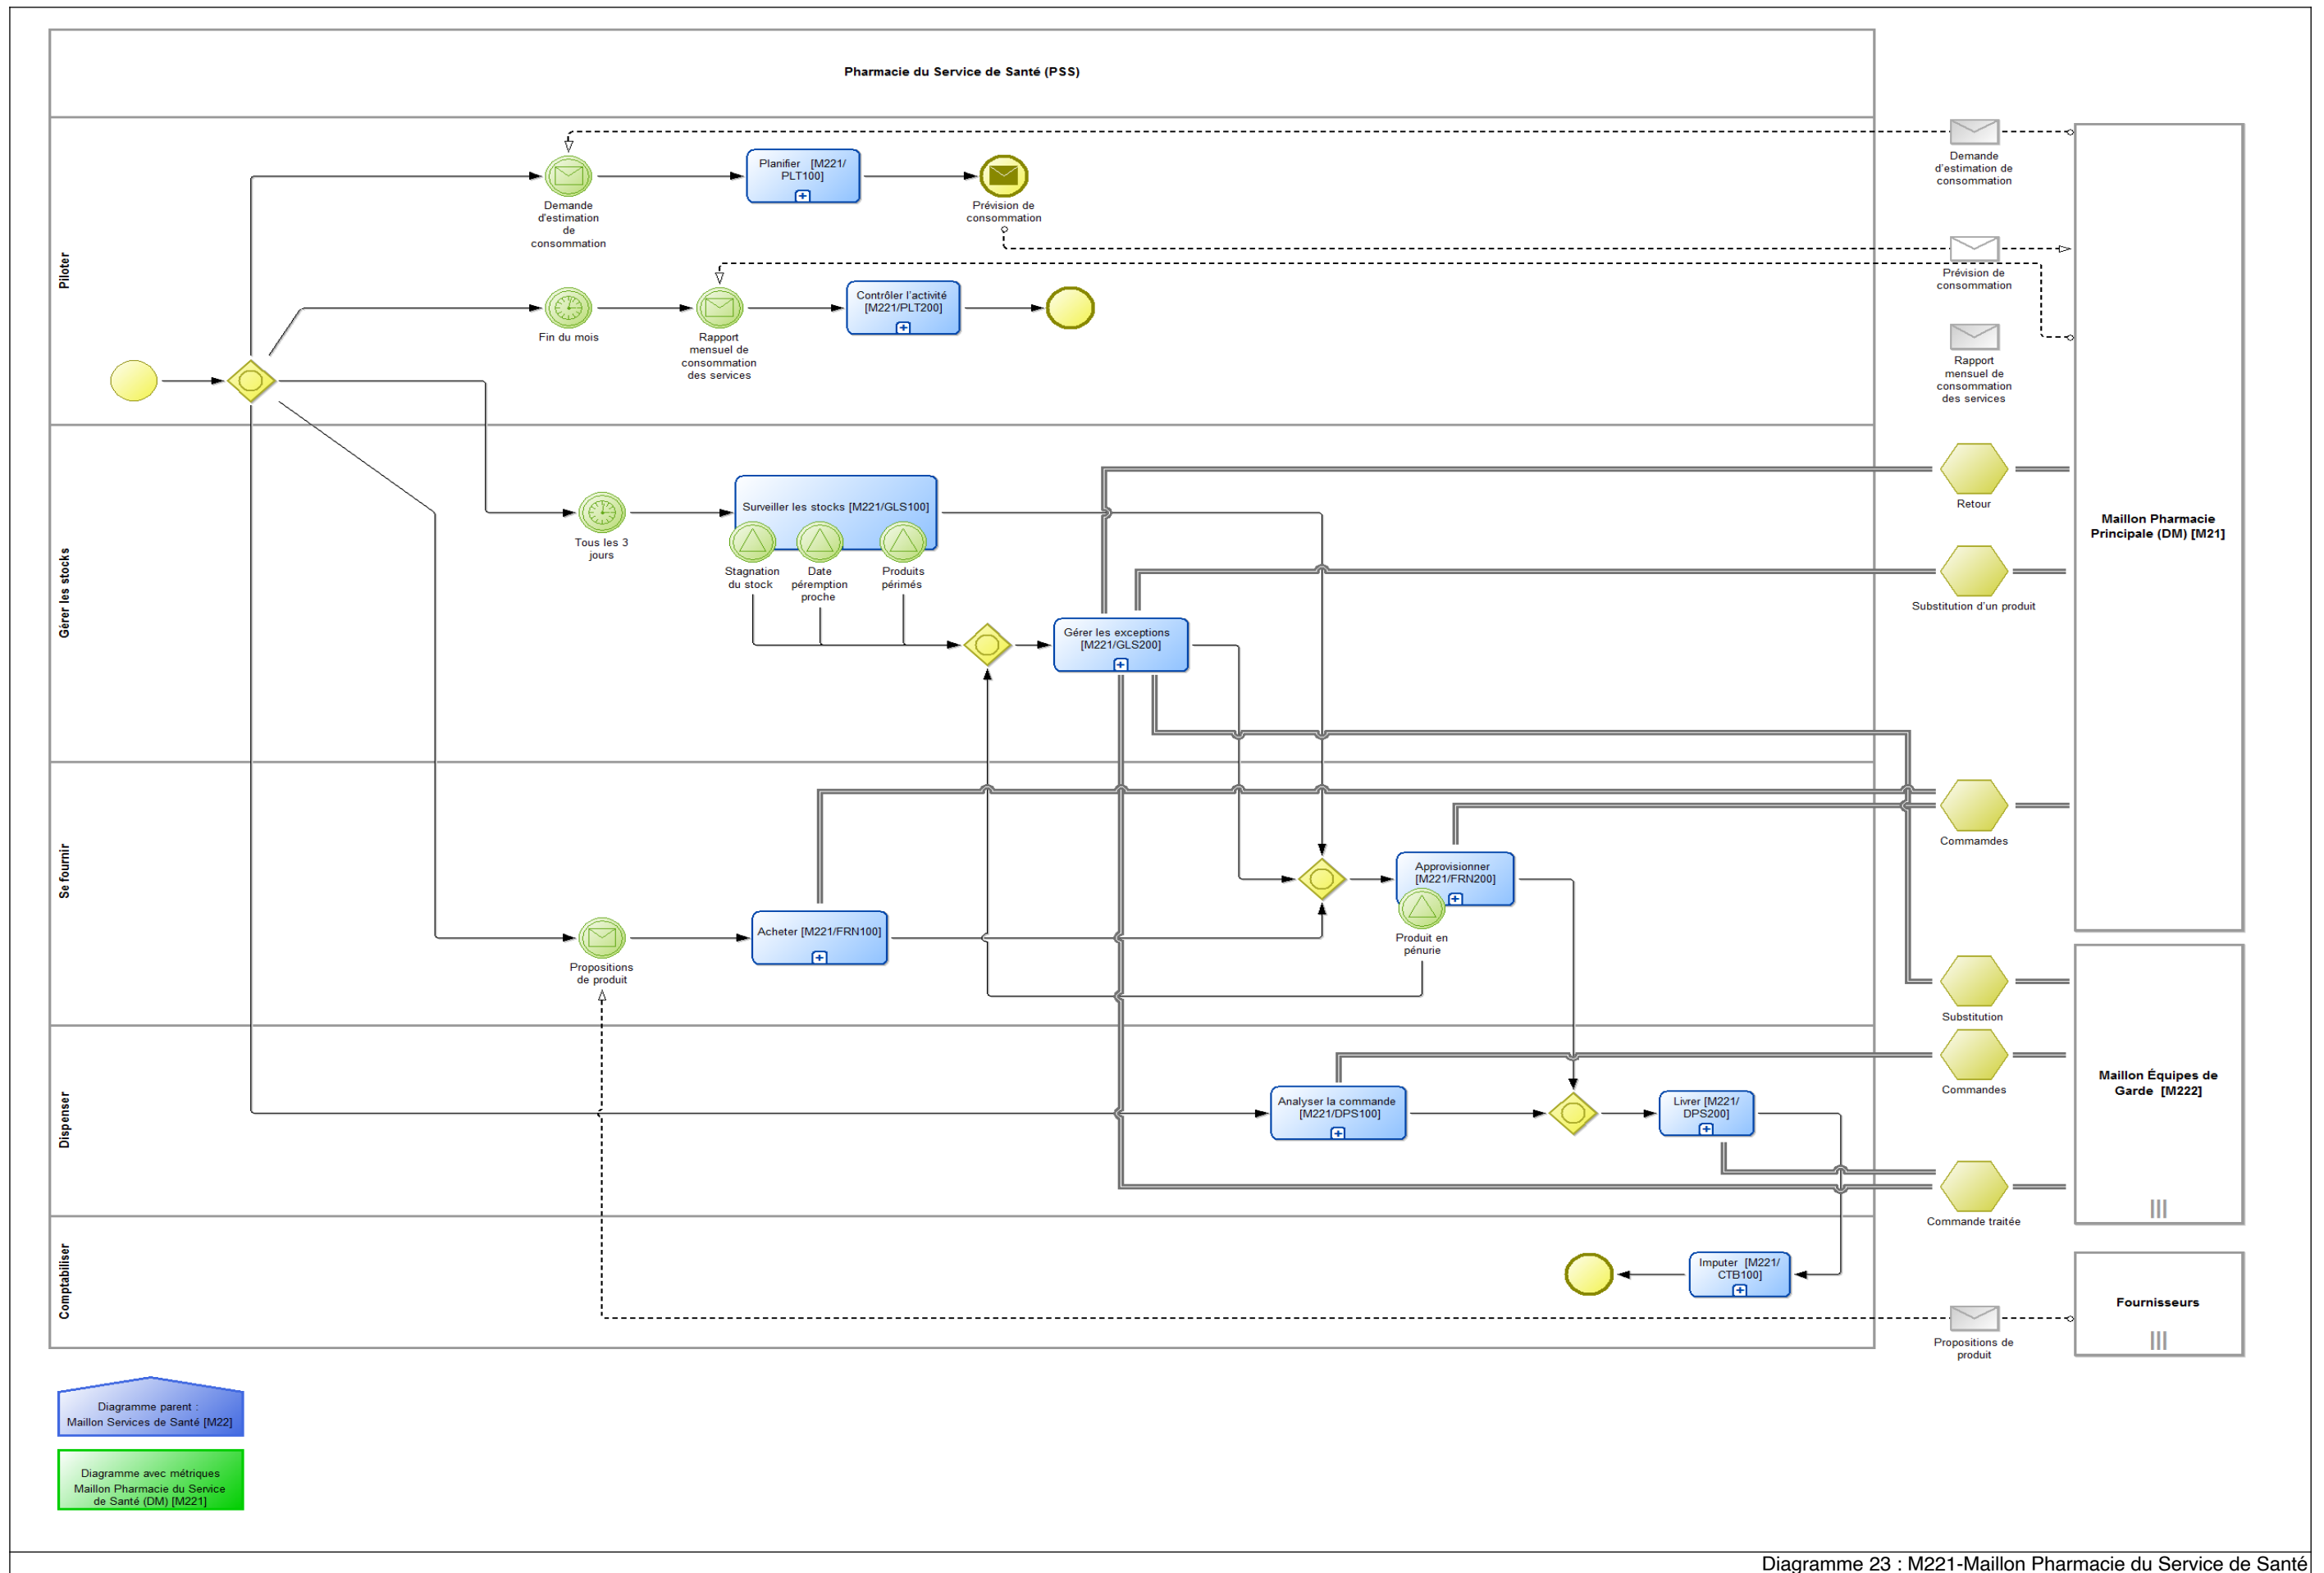 Pharmacie du Service de Santé (PSS)
Piloter
Demande
d'estimation
de
consommation
Planifier [M221/
PLT100]
Prévision de
consommation
Fin du mois
Rapport
mensuel de
consommation
des services
Contrôler l'activité
[M221/PLT200]
Demande
d'estimation de
consommation
Prévision de
consommation
Rapport
mensuel de
consommation
des services
Gérer les stocks
Tous les 3
jours
Surveiller les stocks [M221/GLS100]
Stagnation
du stock
Date
péremption
proche
Produits
périmés
Gérer les exceptions
[M221/GLS200]
Retour
Substitution d'un produit
Maillon Pharmacie
Principale (DM) [M21]
Se fournir
Propositions
de produit
Acheter [M221/FRN100]
Approvisionner
[M221/FRN200]
Produit en
pénurie
Commamdes
Substitution
Dispenser
Analyser la commande
[M221/DPS100]
Livrer [M221/
DPS200]
Commandes
Commande traitée
Maillon Équipes de
Garde [M222]
Comptabiliser
Imputer [M221/
CTB100]
Propositions de
produit
Fournisseurs
Diagramme parent :
Maillon Services de Santé [M22]
Diagramme avec métriques
Maillon Pharmacie du Service
de Santé (DM) [M221]
Diagramme 23 : M221-Maillon Pharmacie du Service de Santé